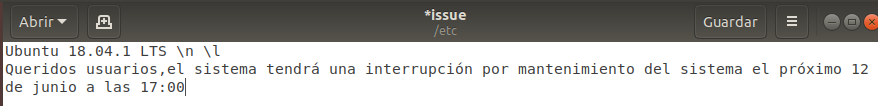 Abrir
*issue
/etc
Guardar
Ubuntu 18.04.1 LTS \n \l
Queridos usuarios,el sistema tendrá una interrupción por mantenimiento del sistema el próximo 12
de junio a las 17:00